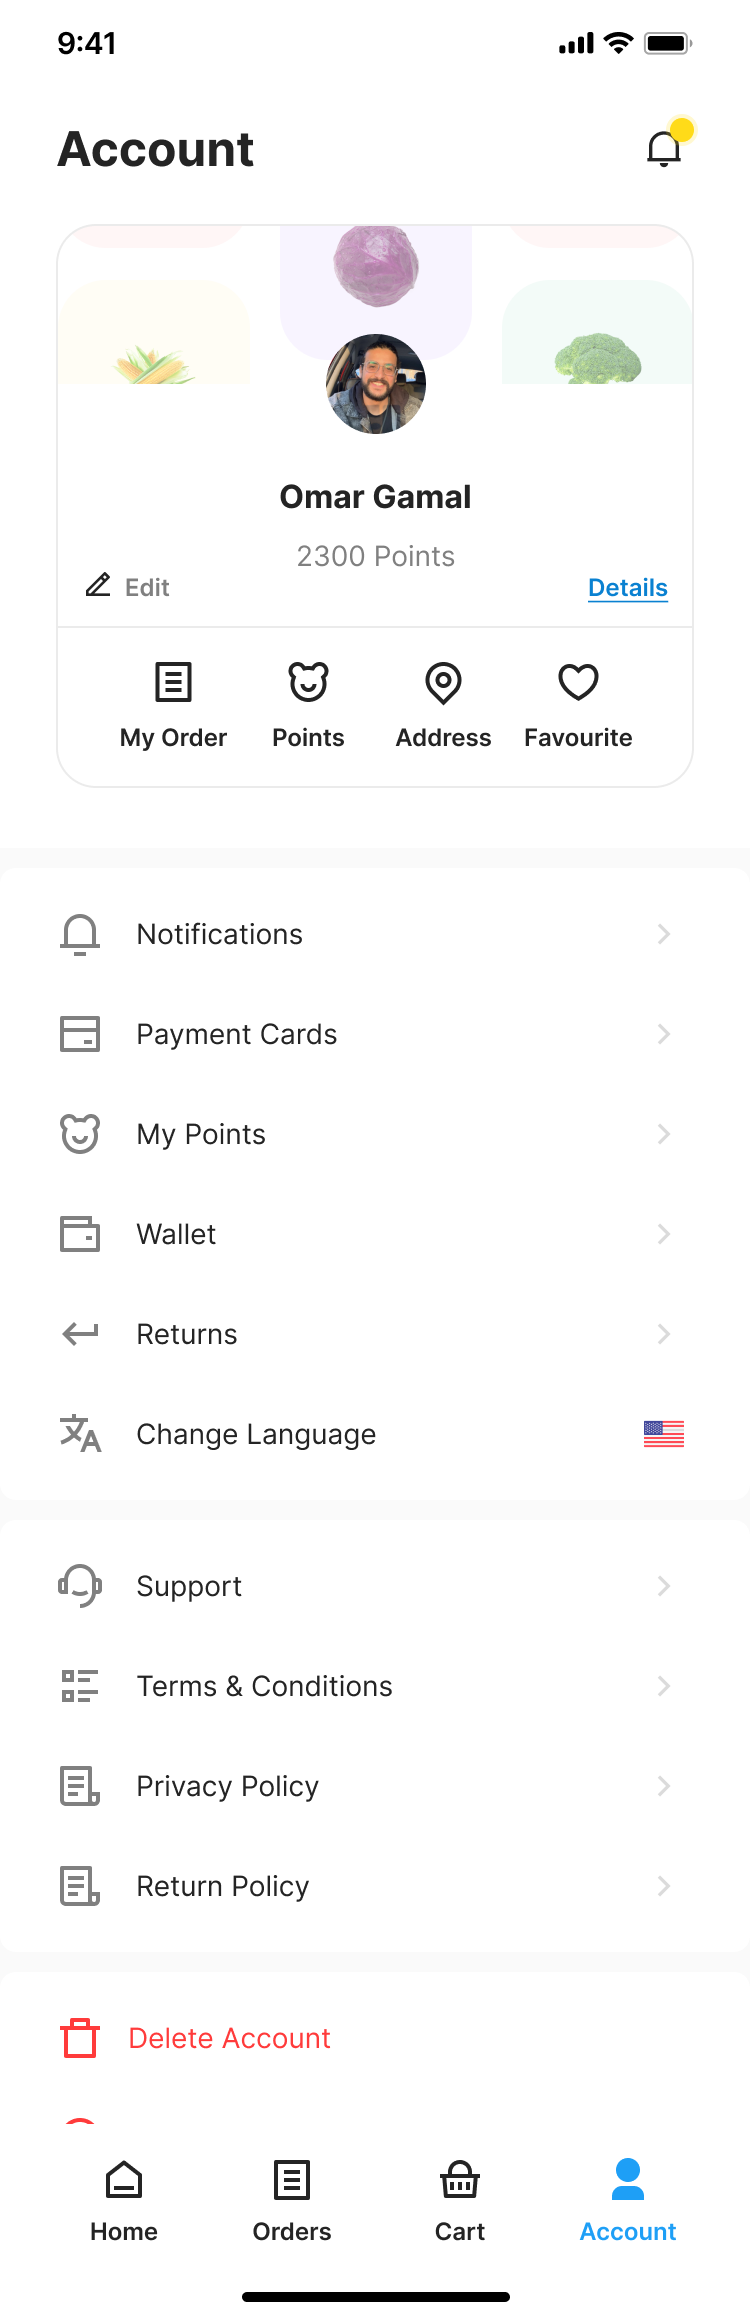 9:41
Account
Omar Gamal
2300 Points
Edit
Details
My Order
Points
Address
Favourite
Notifications
Payment Cards
My Points
Wallet
Returns
Change Language
Support
Terms & Conditions
Privacy Policy
Return Policy
Delete Account
Home
Orders
Cart
Account